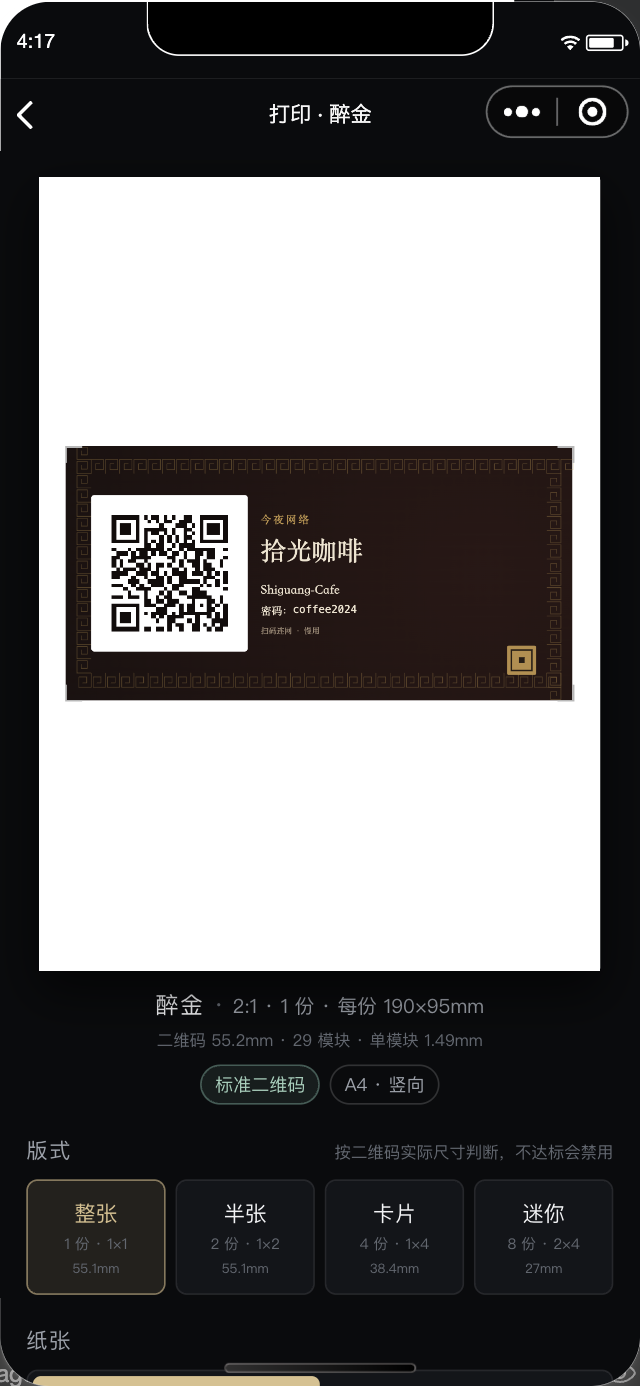 4:17
打印 · 醉金
今夜网络
拾光咖啡
Shiguang-Cafe
密码: coffee2024
扫码连网 · 慢用
醉金 · 2:1 · 1 份 · 每份 190×95mm
二维码 55.2mm · 29 模块 · 单模块 1.49mm
标准二维码
A4 · 竖向
版式
按二维码实际尺寸判断，不达标会禁用
整张
1 份 · 1×1
55.1mm
半张
2 份 · 1×2
55.1mm
卡片
4 份 · 1×4
38.4mm
迷你
8 份 · 2×4
27mm
纸张